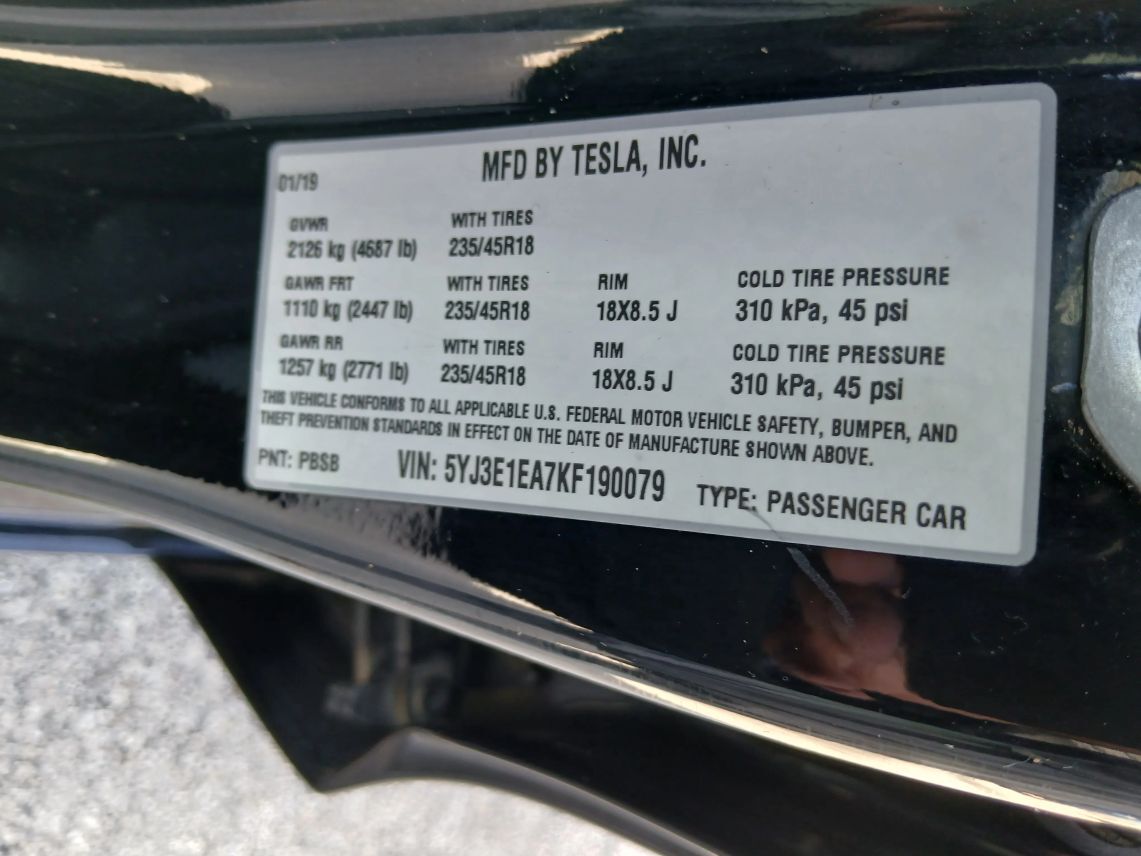 MFD BY TESLA, INC.
01/19
GVWR WITH TIRES
2126 kg (4687 lb) 235/45R18
GAWR FRT WITH TIRES RIM COLD TIRE PRESSURE
1110 kg (2447 lb) 235/45R18 18X8.5 J 310 kPa, 45 psi
GAWR RR WITH TIRES RIM COLD TIRE PRESSURE
1257 kg (2771 lb) 235/45R18 18X8.5 J 310 kPa, 45 psi
THIS VEHICLE CONFORMS TO ALL APPLICABLE U.S. FEDERAL MOTOR VEHICLE SAFETY, BUMPER, AND
THEFT PREVENTION STANDARDS IN EFFECT ON THE DATE OF MANUFACTURE SHOWN ABOVE.
PNT: PBSB VIN: 5YJ3E1EA7KF190079 TYPE: PASSENGER CAR